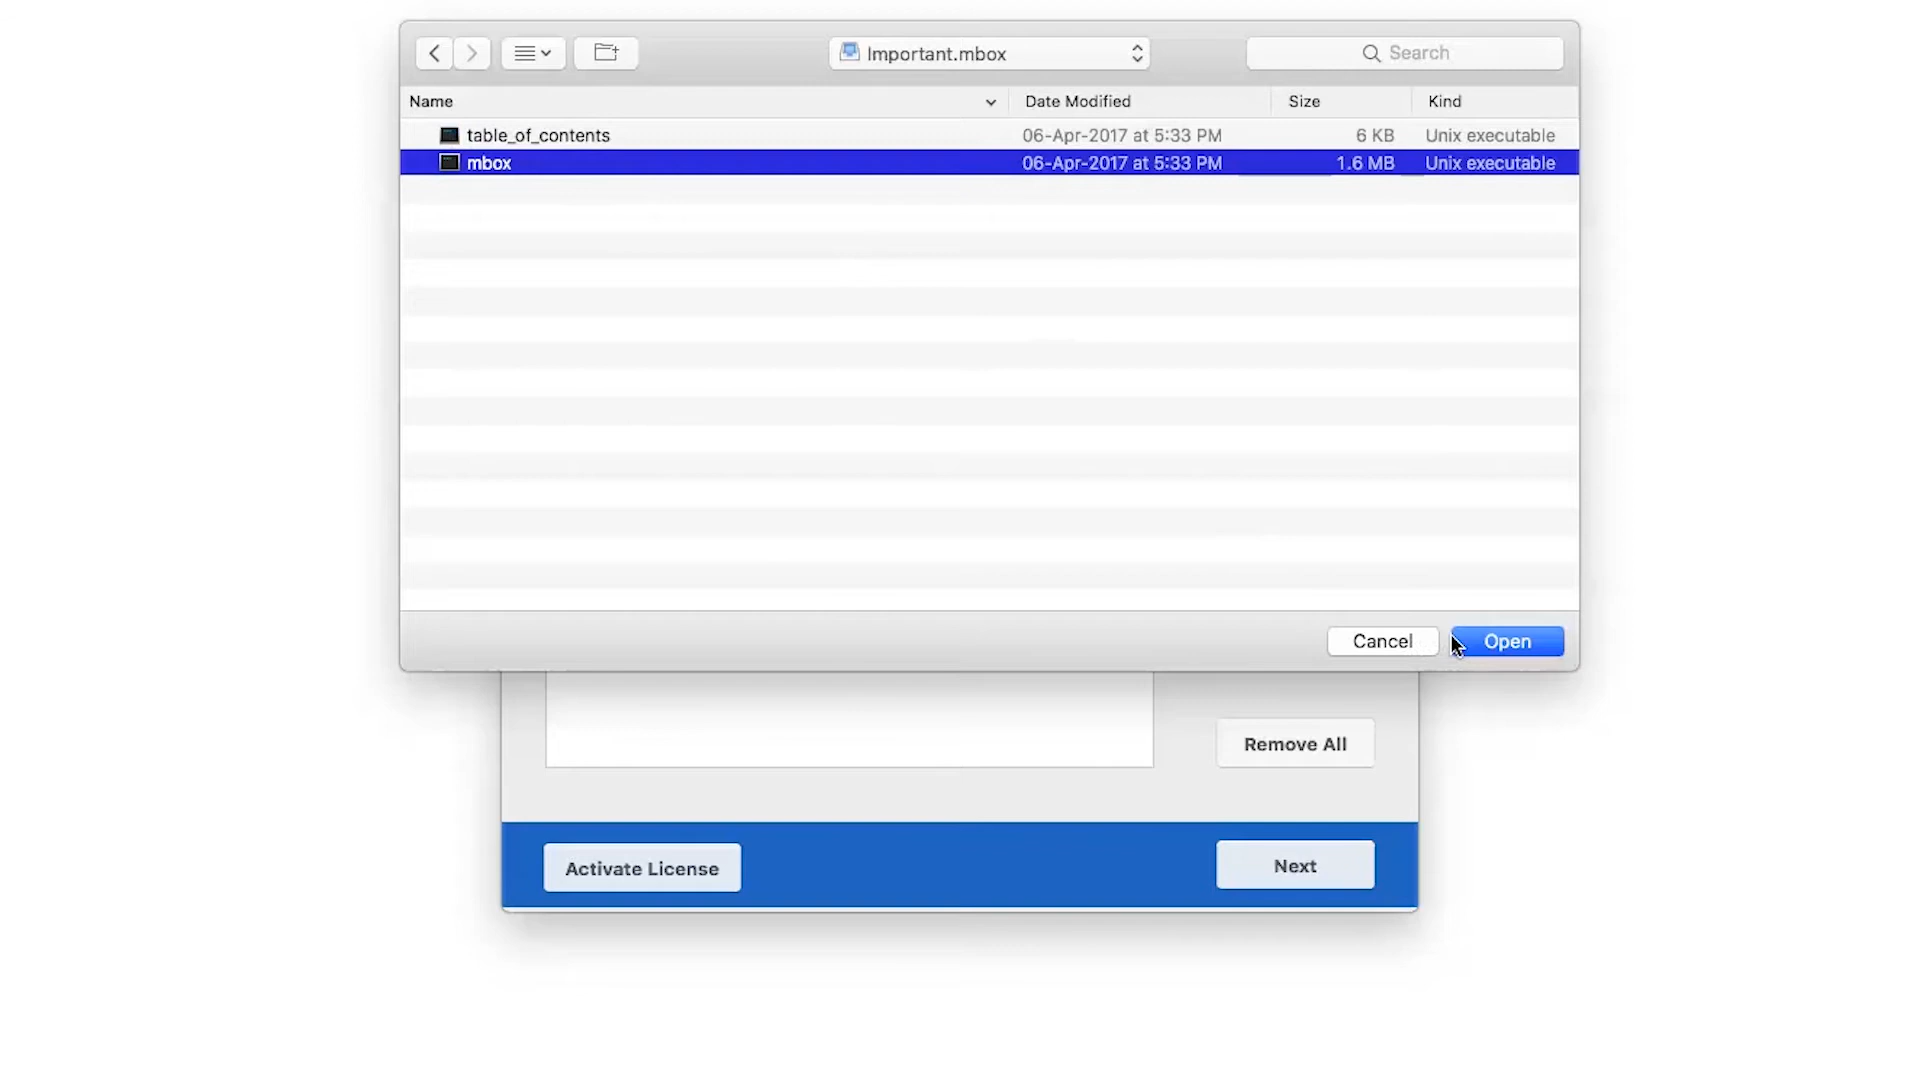 Important.mbox Search
Name Date Modified Size Kind
table_of_contents 06-Apr-2017 at 5:33 PM 6 KB Unix executable
mbox 06-Apr-2017 at 5:33 PM 1.6 MB Unix executable
Cancel Open
Remove All
Activate License Next